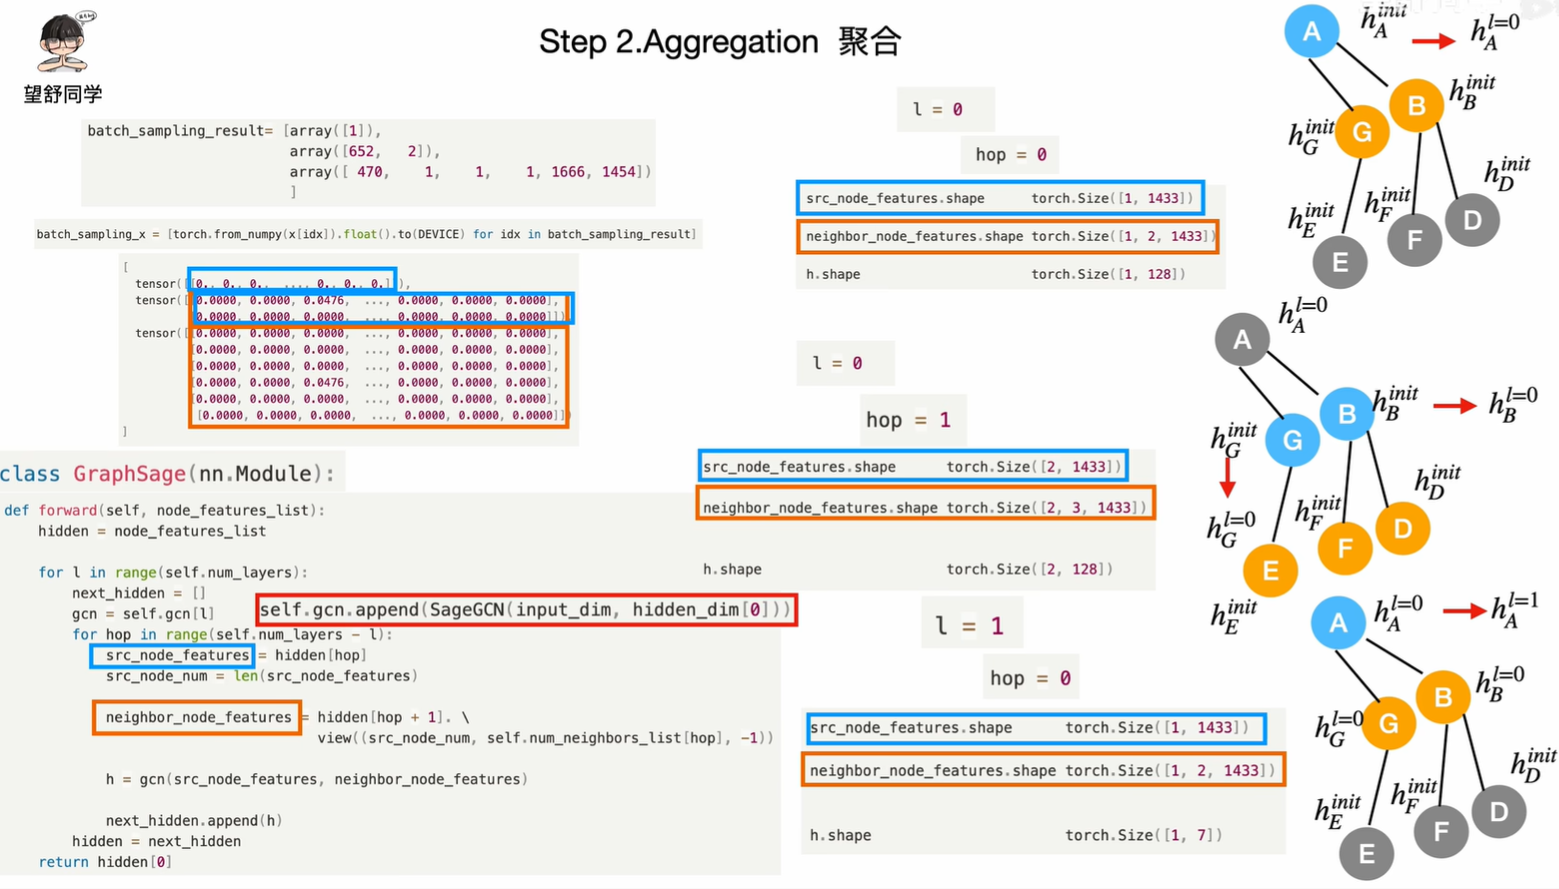 Step 2.Aggregation 聚合
望舒同学
batch_sampling_result= [array([1]),
array([652, 2]),
array([ 470, 1, 1, 1, 1666, 1454])
]
batch_sampling_x = [torch.from_numpy(x[idx]).float().to(DEVICE) for idx in batch_sampling_result]
[
tensor([[0., 0., 0., ..., 0., 0., 0.]]),
tensor([[0.0000, 0.0000, 0.0476, ..., 0.0000, 0.0000, 0.0000],
[0.0000, 0.0000, 0.0000, ..., 0.0000, 0.0000, 0.0000]])
tensor([[0.0000, 0.0000, 0.0000, ..., 0.0000, 0.0000, 0.0000],
[0.0000, 0.0000, 0.0000, ..., 0.0000, 0.0000, 0.0000],
[0.0000, 0.0000, 0.0000, ..., 0.0000, 0.0000, 0.0000],
[0.0000, 0.0000, 0.0476, ..., 0.0000, 0.0000, 0.0000],
[0.0000, 0.0000, 0.0000, ..., 0.0000, 0.0000, 0.0000],
[0.0000, 0.0000, 0.0000, ..., 0.0000, 0.0000, 0.0000]])
]
class GraphSage(nn.Module):
def forward(self, node_features_list):
hidden = node_features_list
for l in range(self.num_layers):
next_hidden = []
gcn = self.gcn[l]
self.gcn.append(SageGCN(input_dim, hidden_dim[0]))
for hop in range(self.num_layers - l):
src_node_features = hidden[hop]
src_node_num = len(src_node_features)
neighbor_node_features = hidden[hop + 1]. \
view((src_node_num, self.num_neighbors_list[hop], -1))
h = gcn(src_node_features, neighbor_node_features)
next_hidden.append(h)
hidden = next_hidden
return hidden[0]
l = 0
hop = 0
src_node_features.shape torch.Size([1, 1433])
neighbor_node_features.shape torch.Size([1, 2, 1433])
h.shape torch.Size([1, 128])
l = 0
hop = 1
src_node_features.shape torch.Size([2, 1433])
neighbor_node_features.shape torch.Size([2, 3, 1433])
h.shape torch.Size([2, 128])
l = 1
hop = 0
src_node_features.shape torch.Size([1, 1433])
neighbor_node_features.shape torch.Size([1, 2, 1433])
h.shape torch.Size([1, 7])
A h_A^{init} → h_A^{l=0}
B h_B^{init}
h_G^{init} G
h_D^{init}
h_E^{init} h_F^{init} D
E F
h_A^{l=0}
A
B h_B^{init} → h_B^{l=0}
h_G^{init} G
h_D^{init}
h_G^{l=0} h_F^{init} D
E F
h_E^{init}
A h_A^{l=0} → h_A^{l=1}
B h_B^{l=0}
h_G^{l=0} G
h_D^{init}
h_E^{init} h_F^{init} D
E F